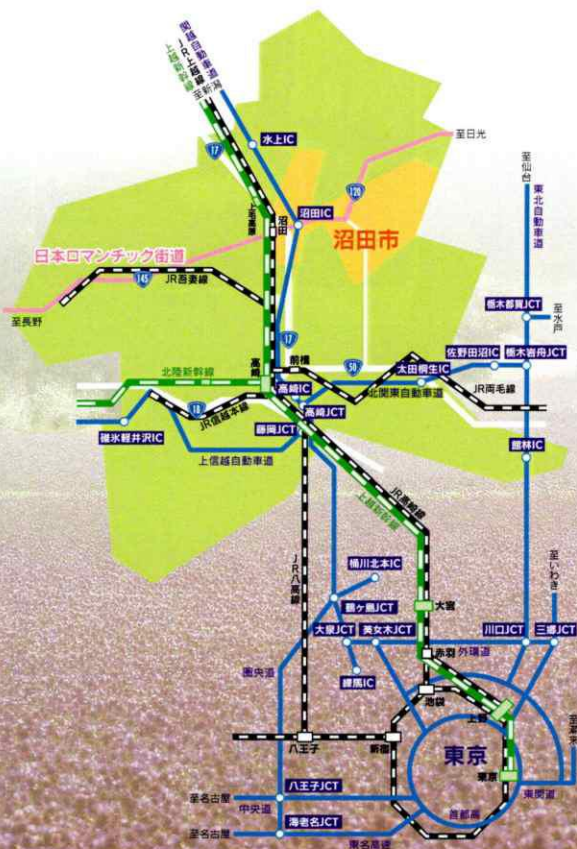 関越自動車道
JR上越線
上越新幹線
至新潟
水上IC
至日光
17
120
至仙台
東北自動車道
沼田
沼田IC
上毛高原
沼田市
日本ロマンチック街道
145
JR吾妻線
至長野
栃木都賀JCT
至水戸
17
前橋
50
佐野田沼IC
栃木岩舟JCT
高崎
太田桐生IC
北陸新幹線
高崎IC
北関東自動車道
JR両毛線
18
高崎JCT
JR信越本線
碓氷軽井沢IC
藤岡JCT
館林IC
上信越自動車道
JR高崎線
上越新幹線
JR八高線
桶川北本IC
至いわき
鶴ヶ島JCT
大宮
大泉JCT
美女木JCT
川口JCT
三郷JCT
赤羽
外環道
圏央道
練馬IC
池袋
上野
八王子
新宿
東京
東京
八王子JCT
至名古屋
中央道
東関道
首都高
海老名JCT
至名古屋
東名高速